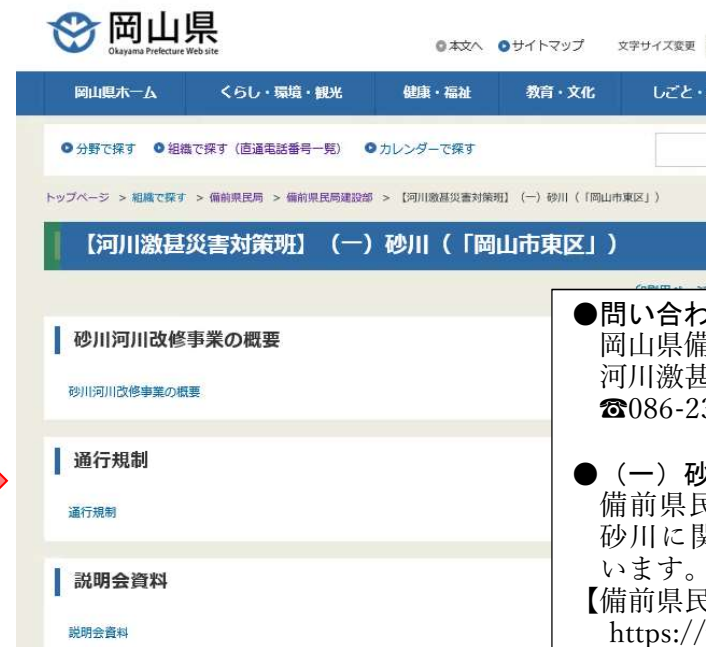 岡山県
Okayama Prefecture Web site
本文へ サイトマップ 文字サイズ変更
岡山県ホーム くらし・環境・観光 健康・福祉 教育・文化 しごと・
分野で探す 組織で探す（直通電話番号一覧） カレンダーで探す
トップページ > 組織で探す > 備前県民局 > 備前県民局建設部 > 【河川激甚災害対策班】（一）砂川（「岡山市東区」）
【河川激甚災害対策班】（一）砂川（「岡山市東区」）
砂川河川改修事業の概要
砂川河川改修事業の概要
通行規制
通行規制
説明会資料
説明会資料
●問い合わ
岡山県備
河川激甚
☎086-23
●（一）砂
備前県民
砂川に関
います。
【備前県民
https://